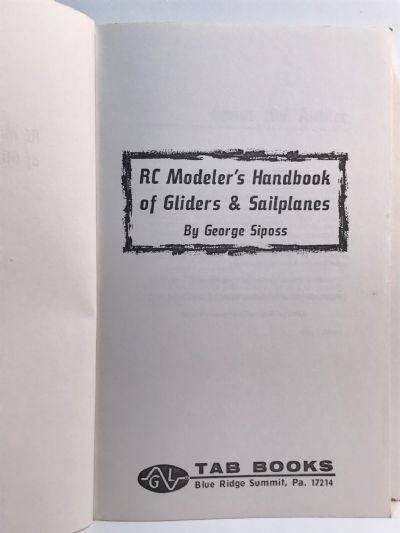 RC Modeler's Handbook
of Gliders & Sailplanes
By George Siposs
TAB BOOKS
Blue Ridge Summit, Pa. 17214